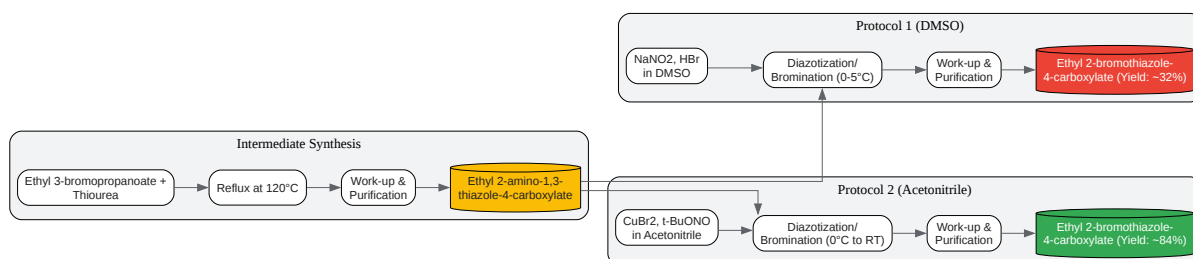 Protocol 1 (DMSO)
NaNO2, HBr
in DMSO
Diazotization/
Bromination (0-5°C)
Work-up &
Purification
Ethyl 2-bromothiazole-
4-carboxylate (Yield: ~32%)
Intermediate Synthesis
Ethyl 3-bromopropanoate +
Thiourea
Reflux at 120°C
Work-up &
Purification
Ethyl 2-amino-1,3-
thiazole-4-carboxylate
Protocol 2 (Acetonitrile)
CuBr2, t-BuONO
in Acetonitrile
Diazotization/
Bromination (0°C to RT)
Work-up &
Purification
Ethyl 2-bromothiazole-
4-carboxylate (Yield: ~84%)